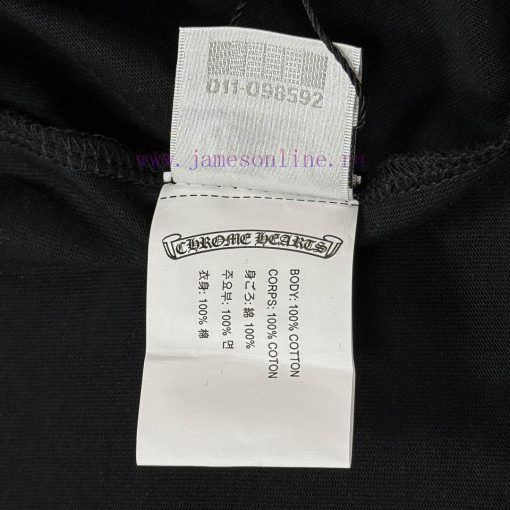 011-098592
www.jamesonline.ru
CHROME HEARTS
BODY: 100% COTTON
CORPS: 100% COTON
身ごろ: 綿 100%
주요부: 100% 면
衣身: 100% 棉